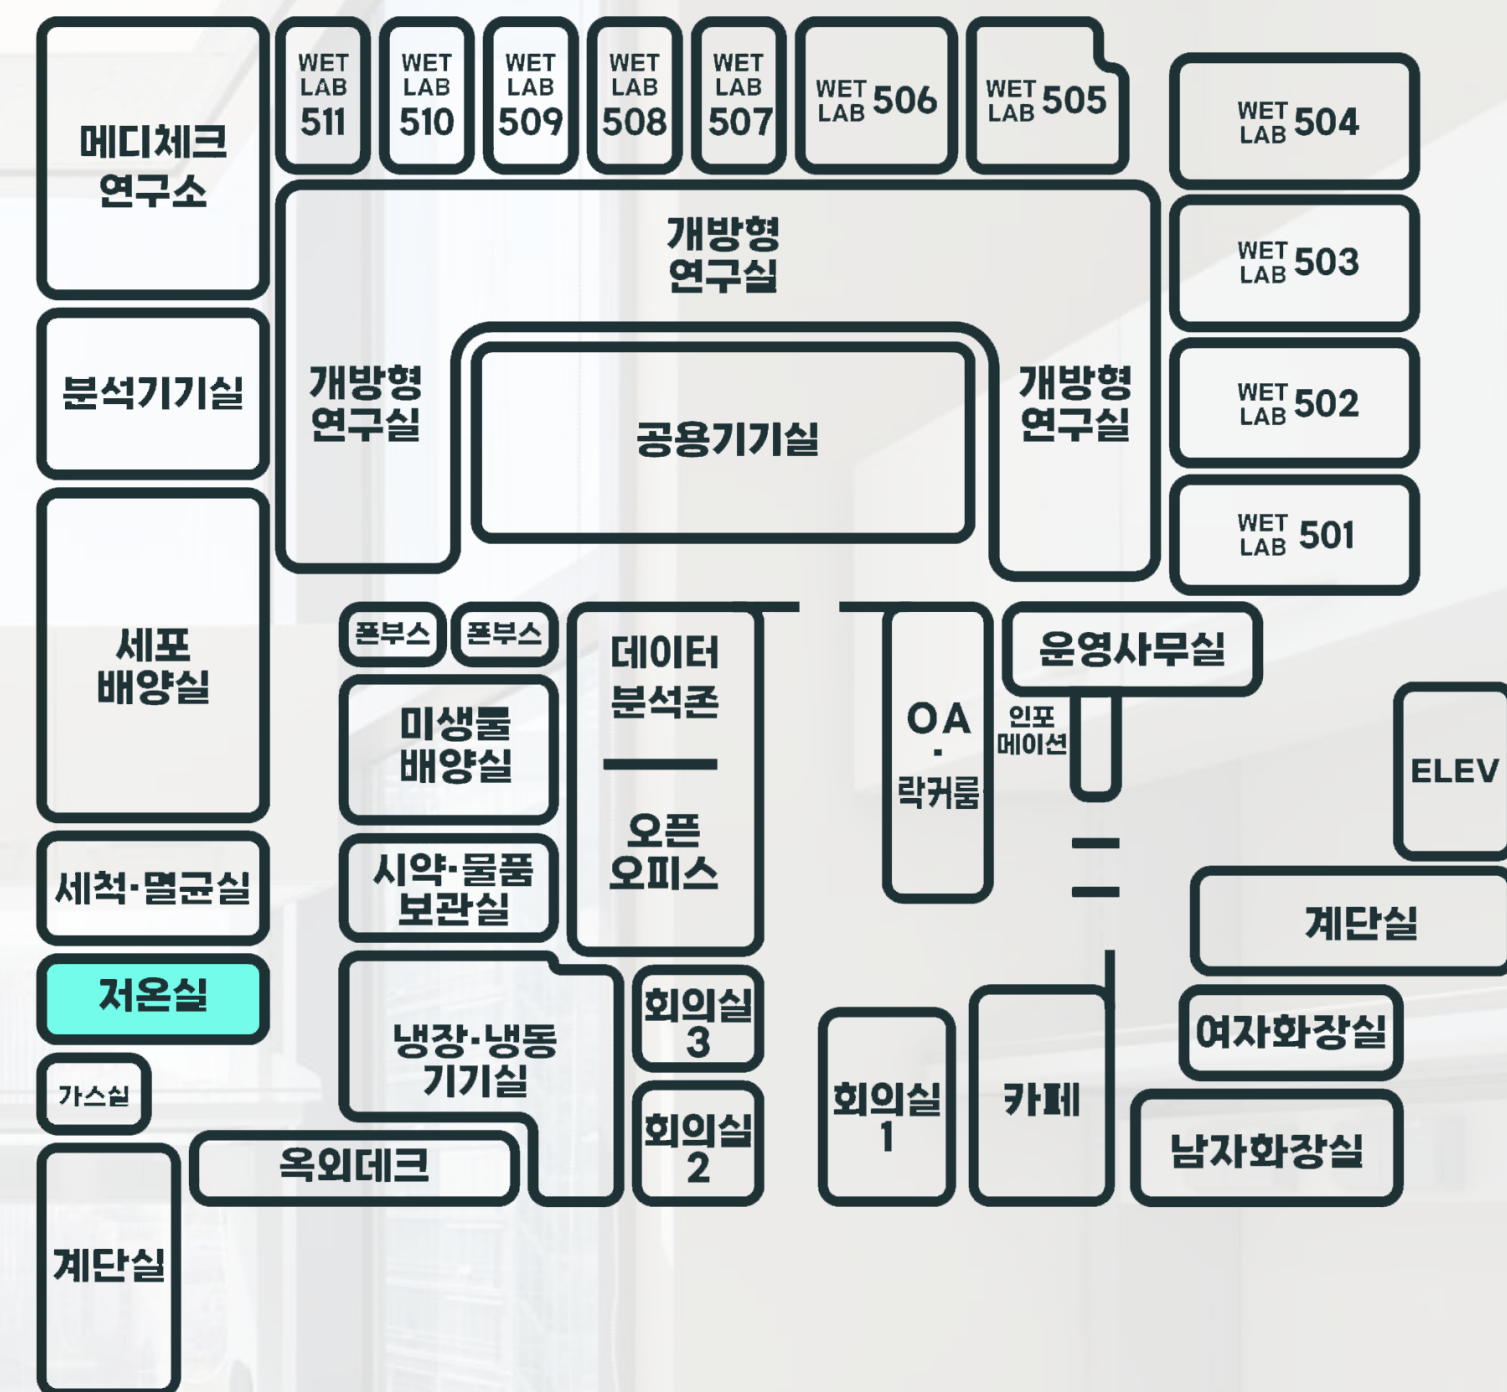 메디체크
연구소
WET
LAB
511
WET
LAB
510
WET
LAB
509
WET
LAB
508
WET
LAB
507
WET
LAB 506
WET
LAB 505
WET
LAB 504
WET
LAB 503
WET
LAB 502
WET
LAB 501
개방형
연구실
개방형
연구실
개방형
연구실
공용기기실
분석기기실
세포
배양실
폰부스
폰부스
데이터
분석존
오픈
오피스
OA
·
락커룸
운영사무실
인포
메이션
ELEV
미생물
배양실
시약·물품
보관실
세척·멸균실
저온실
가스실
계단실
냉장·냉동
기기실
옥외데크
회의실
3
회의실
2
회의실
1
카페
계단실
여자화장실
남자화장실